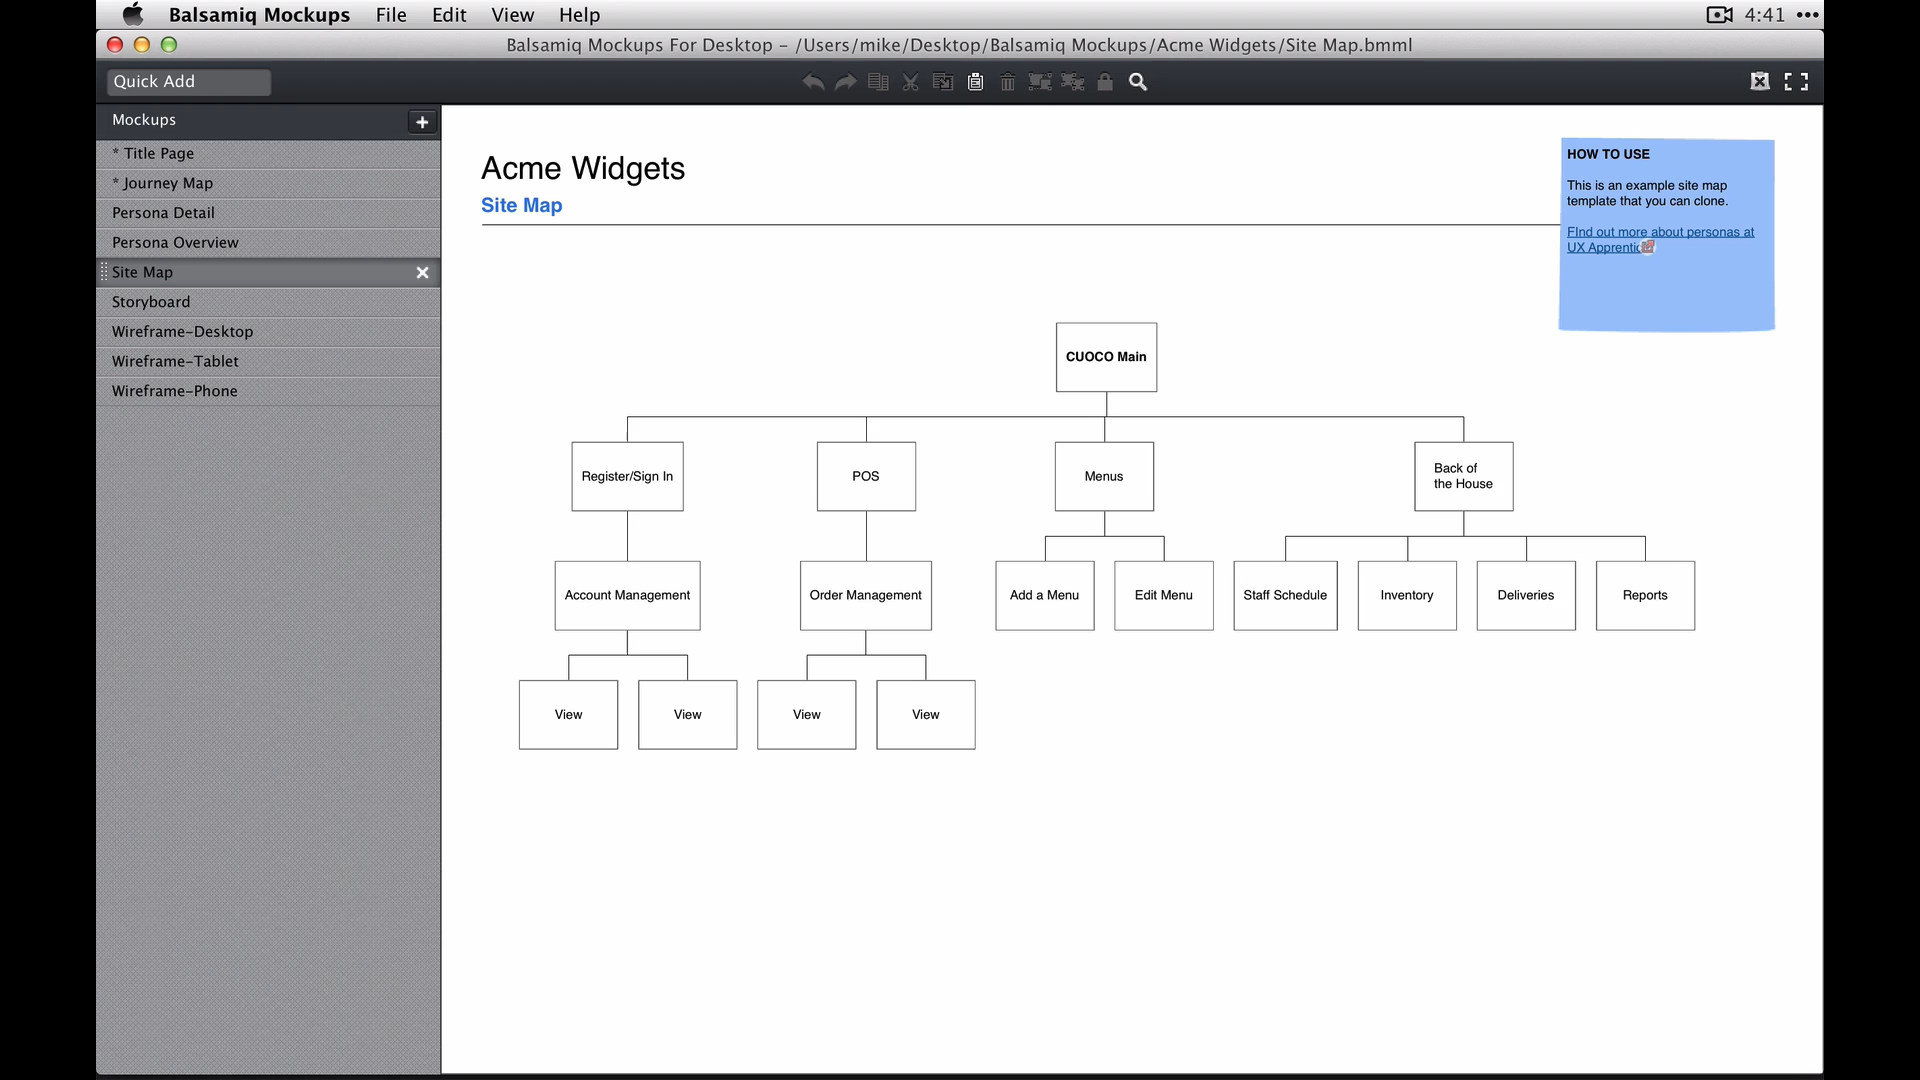 Balsamiq Mockups File Edit View Help 4:41 •••
Balsamiq Mockups For Desktop – /Users/mike/Desktop/Balsamiq Mockups/Acme Widgets/Site Map.bmml
Quick Add
Mockups
* Title Page
* Journey Map
Persona Detail
Persona Overview
Site Map
Storyboard
Wireframe-Desktop
Wireframe-Tablet
Wireframe-Phone
Acme Widgets
Site Map
HOW TO USE
This is an example site map
template that you can clone.
FInd out more about personas at
UX
CUOCO Main
Register/Sign In
POS
Menus
Back of
the House
Account Management
Order Management
Add a Menu
Edit Menu
Staff Schedule
Inventory
Deliveries
Reports
View
View
View
View